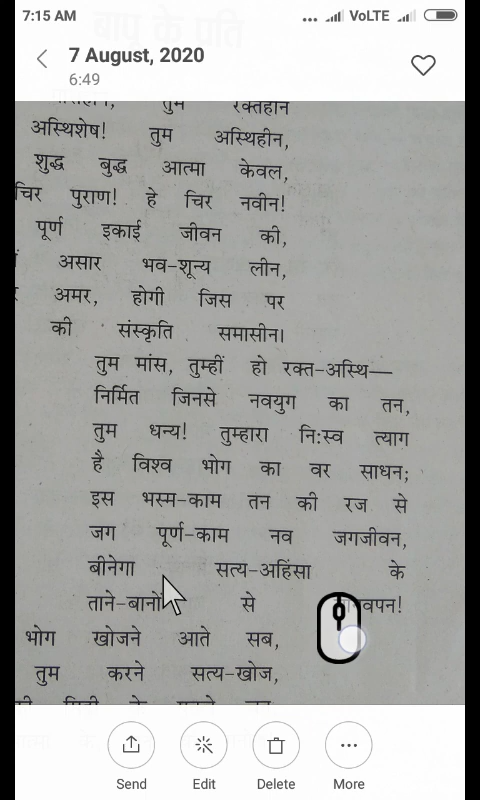 7:15 AM ... VoLTE
7 August, 2020
6:49
तुम रक्तहीन
अस्थिशेष! तुम अस्थिहीन,
शुद्ध बुद्ध आत्मा केवल,
चिर पुराण! हे चिर नवीन!
पूर्ण इकाई जीवन की,
असार भव-शून्य लीन,
अमर, होगी जिस पर
की संस्कृति समासीन।
तुम मांस, तुम्हीं हो रक्त-अस्थि—
निर्मित जिनसे नवयुग का तन,
तुम धन्य! तुम्हारा नि:स्व त्याग
है विश्व भोग का वर साधन;
इस भस्म-काम तन की रज से
जग पूर्ण-काम नव जगजीवन,
बीनेगा सत्य-अहिंसा के
ताने-बानों से
भोग खोजने आते सब,
तुम करने सत्य-खोज,
Send Edit Delete More